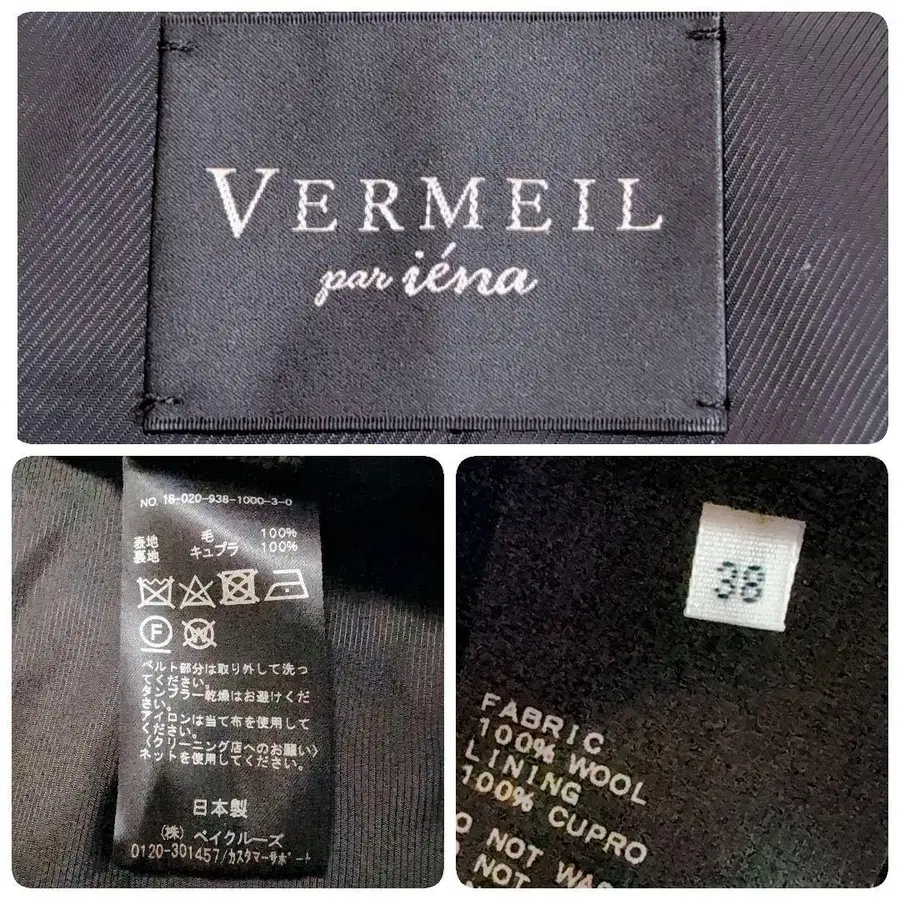 VERMEIL
par iéna
NO. 18-020-938-1000-3-0
表地 毛 100%
裏地 キュプラ 100%
F
W
ベルト部分は取り外して洗っ
てください。
タンブラー乾燥はお避けくだ
さい。
アイロンは当て布を使用して
ください。
〈クリーニング店へのお願い〉
ネットを使用してください。
日本製
(株) ベイクルーズ
0120-301457/カスタマーサポート
38
FABRIC
100% WOOL
LINING
100% CUPRO
O NOT WAS
NOT